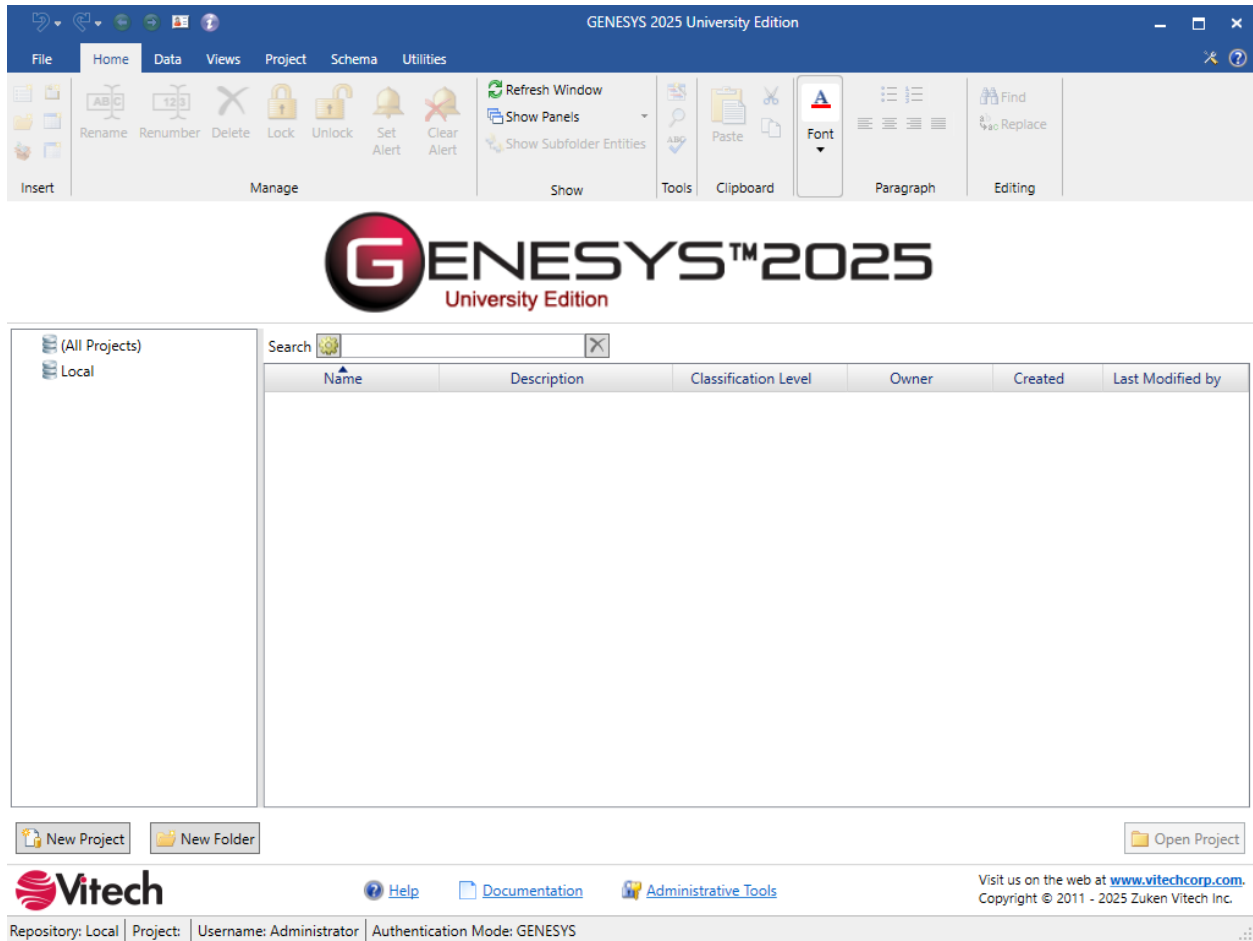 GENESYS 2025 University Edition
File Home Data Views Project Schema Utilities
Refresh Window
Show Panels
Show Subfolder Entities
Rename Renumber Delete Lock Unlock Set Alert Clear Alert
Paste
Font
Find
Replace
Insert Manage Show Tools Clipboard Paragraph Editing
GENESYS™2025
University Edition
(All Projects)
Local
Search
Name Description Classification Level Owner Created Last Modified by
New Project New Folder Open Project
Vitech Help Documentation Administrative Tools
Visit us on the web at www.vitechcorp.com.
Copyright © 2011 - 2025 Zuken Vitech Inc.
Repository: Local Project: Username: Administrator Authentication Mode: GENESYS